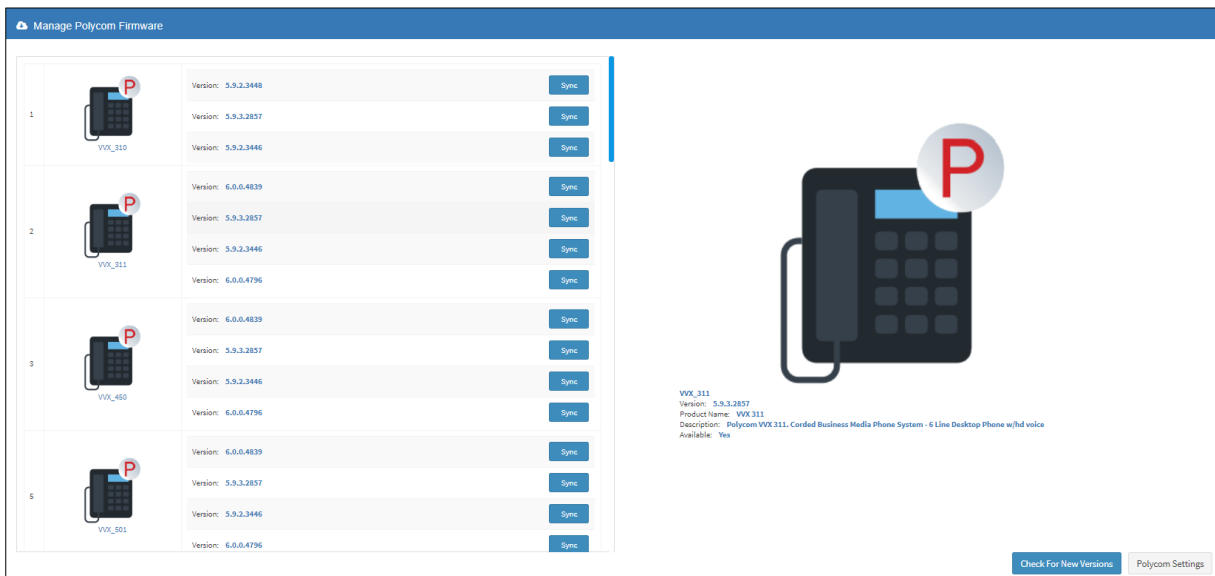 Manage Polycom Firmware
1
P
VVX_310
Version: 5.9.2.3448 Sync
Version: 5.9.3.2857 Sync
Version: 5.9.2.3446 Sync
2
P
VVX_311
Version: 6.0.0.4839 Sync
Version: 5.9.3.2857 Sync
Version: 5.9.2.3446 Sync
Version: 6.0.0.4796 Sync
3
P
VVX_450
Version: 6.0.0.4839 Sync
Version: 5.9.3.2857 Sync
Version: 5.9.2.3446 Sync
Version: 6.0.0.4796 Sync
5
P
VVX_501
Version: 6.0.0.4839 Sync
Version: 5.9.3.2857 Sync
Version: 5.9.2.3446 Sync
Version: 6.0.0.4796 Sync
P
VVX_311
Version: 5.9.3.2857
Product Name: VVX 311
Description: Polycom VVX 311. Corded Business Media Phone System - 6 Line Desktop Phone w/hd voice
Available: Yes
Check For New Versions Polycom Settings